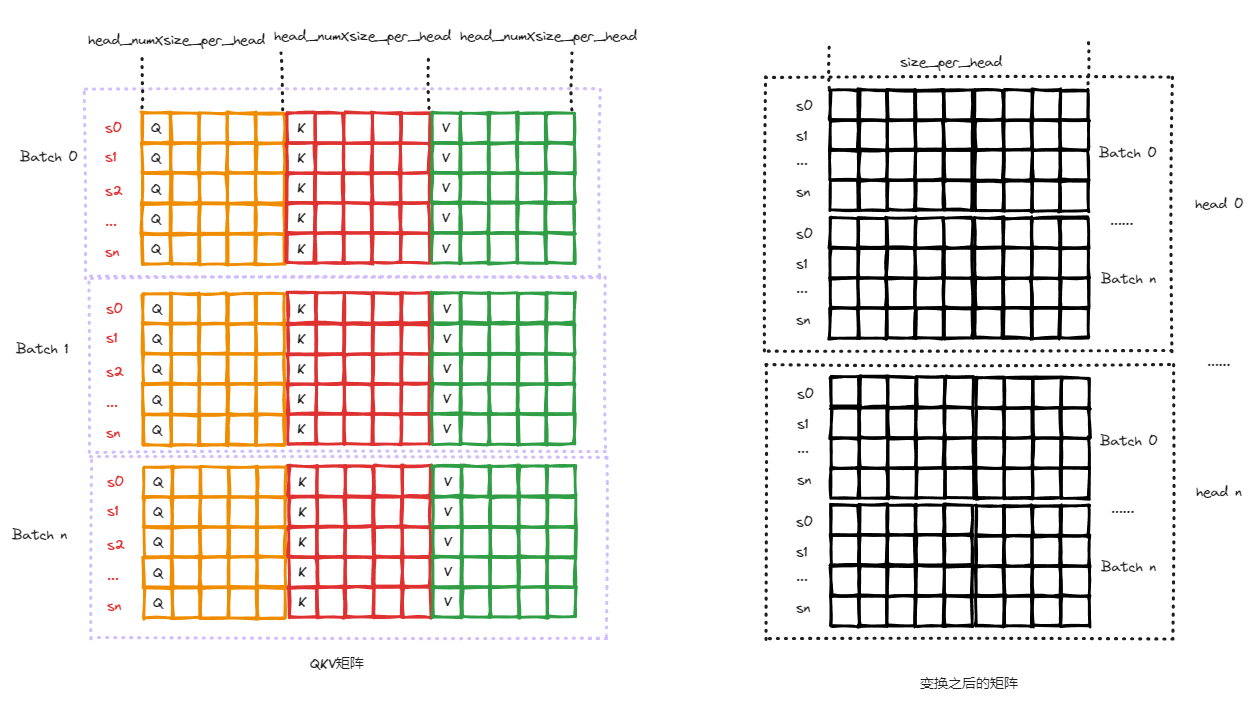 head_numXsize_per_head head_numXsize_per_head head_numXsize_per_head
Batch 0
s0 Q K V
s1 Q K V
s2 Q K V
... Q K V
sn Q K V
Batch 1
s0 Q K V
s1 Q K V
s2 Q K V
... Q K V
sn Q K V
Batch n
s0 Q K V
s1 Q K V
s2 Q K V
... Q K V
sn Q K V
QKV矩阵
size_per_head
s0
s1
...
sn
Batch 0
......
s0
s1
...
sn
Batch n
head 0
......
s0
s1
...
sn
Batch 0
......
s0
s1
...
sn
Batch n
head n
变换之后的矩阵